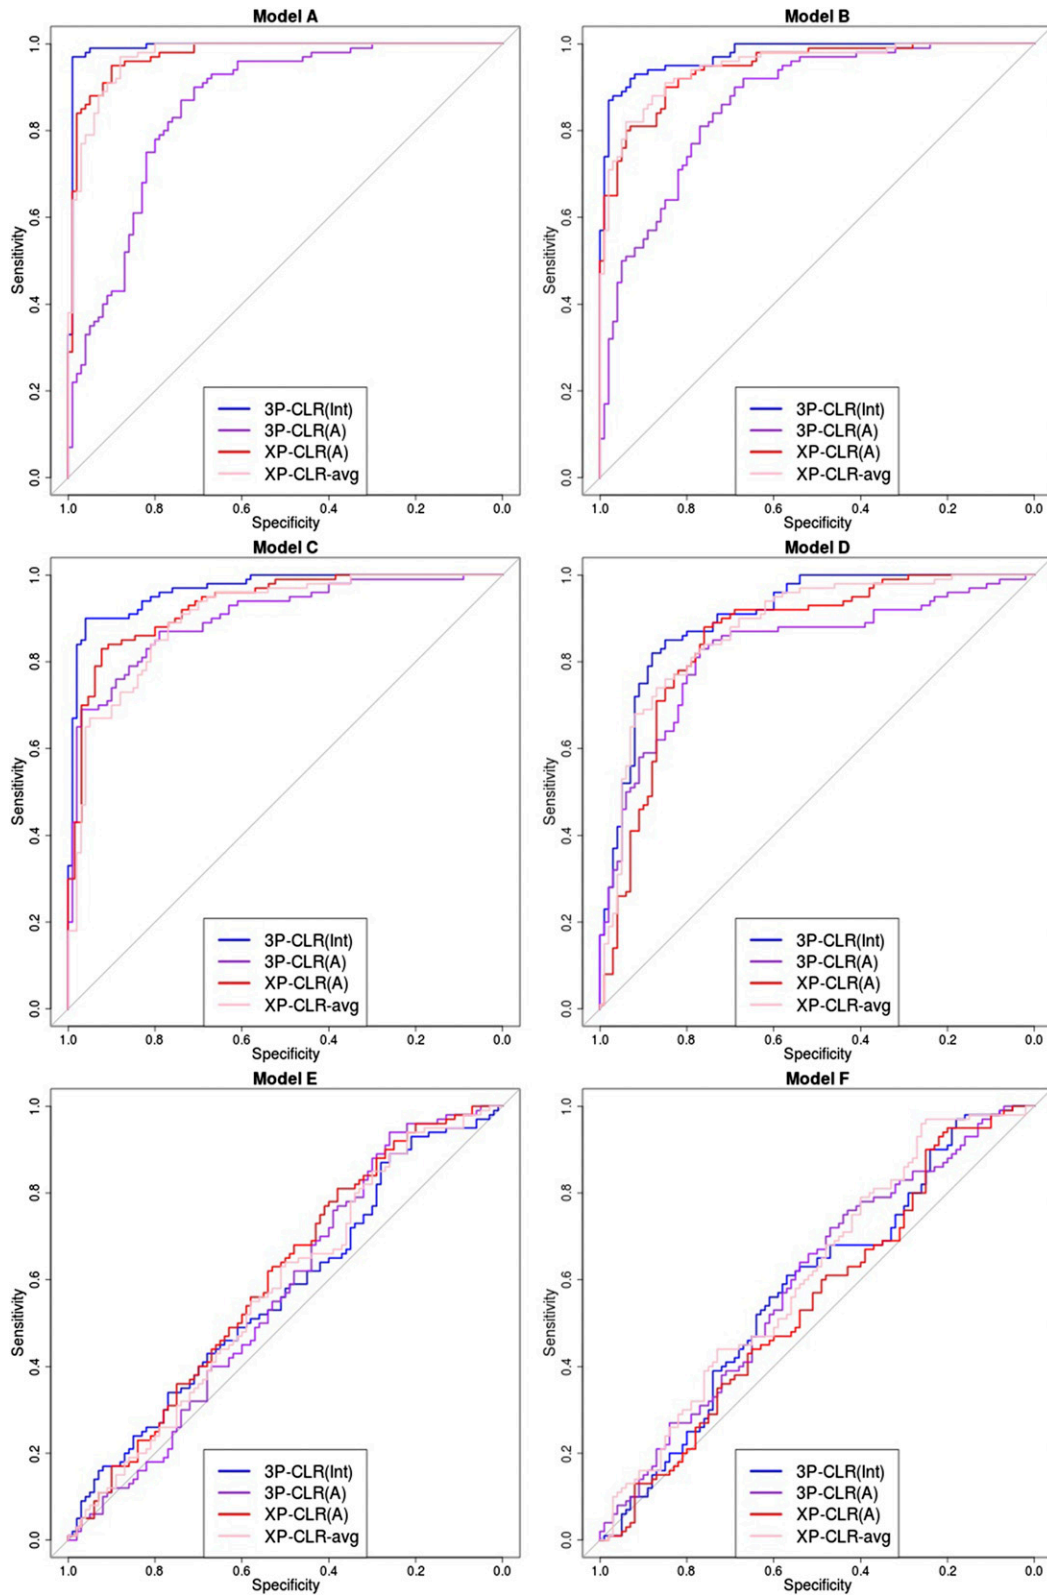 Model A
Sensitivity
1.0
0.8
0.6
0.4
0.2
0.0
3P-CLR(Int)
3P-CLR(A)
XP-CLR(A)
XP-CLR-avg
1.0 0.8 0.6 0.4 0.2 0.0
Specificity
Model B
Sensitivity
1.0
0.8
0.6
0.4
0.2
0.0
3P-CLR(Int)
3P-CLR(A)
XP-CLR(A)
XP-CLR-avg
1.0 0.8 0.6 0.4 0.2 0.0
Specificity
Model C
Sensitivity
1.0
0.8
0.6
0.4
0.2
0.0
3P-CLR(Int)
3P-CLR(A)
XP-CLR(A)
XP-CLR-avg
1.0 0.8 0.6 0.4 0.2 0.0
Specificity
Model D
Sensitivity
1.0
0.8
0.6
0.4
0.2
0.0
3P-CLR(Int)
3P-CLR(A)
XP-CLR(A)
XP-CLR-avg
1.0 0.8 0.6 0.4 0.2 0.0
Specificity
Model E
Sensitivity
1.0
0.8
0.6
0.4
0.2
0.0
3P-CLR(Int)
3P-CLR(A)
XP-CLR(A)
XP-CLR-avg
1.0 0.8 0.6 0.4 0.2 0.0
Specificity
Model F
Sensitivity
1.0
0.8
0.6
0.4
0.2
0.0
3P-CLR(Int)
3P-CLR(A)
XP-CLR(A)
XP-CLR-avg
1.0 0.8 0.6 0.4 0.2 0.0
Specificity